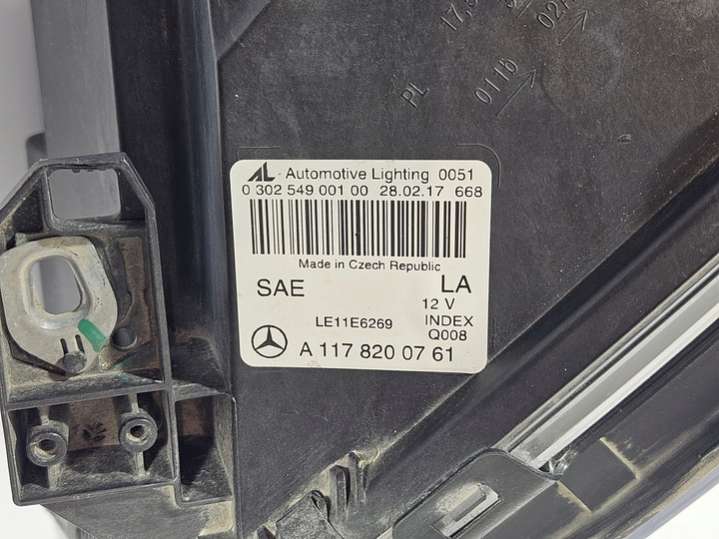 PL
0118
AL Automotive Lighting 0051
0 302 549 001 00 28.02.17 668
Made in Czech Republic
SAE LA
12 V
LE11E6269 INDEX
Q008
A 117 820 07 61